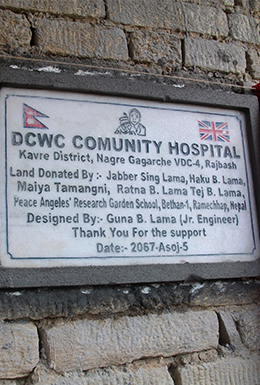 DCWC COMUNITY HOSPITAL
Kavre District, Nagre Gagarche VDC-4, Rajbash
Land Donated By:- Jabber Sing Lama, Haku B. Lama,
Maiya Tamangni, Ratna B. Lama Tej B. Lama,
Peace Angeles' Research Garden School, Bethan-1, Ramechhap, Nepal
Designed By:- Guna B. Lama (Jr. Engineer)
Thank You For the support
Date:- 2067-Asoj-5